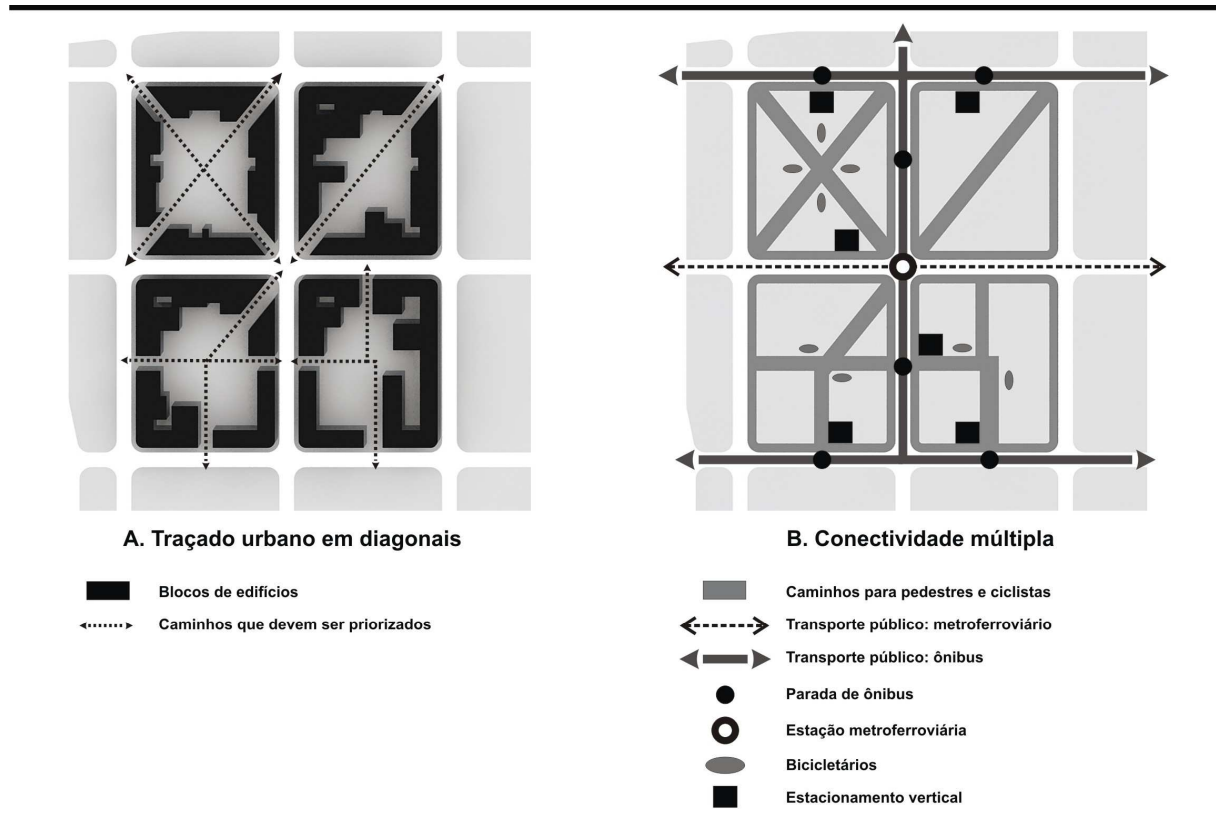 A. Traçado urbano em diagonais
Blocos de edifícios
Caminhos que devem ser priorizados
B. Conectividade múltipla
Caminhos para pedestres e ciclistas
Transporte público: metroferroviário
Transporte público: ônibus
Parada de ônibus
Estação metroferroviária
Bicicletários
Estacionamento vertical